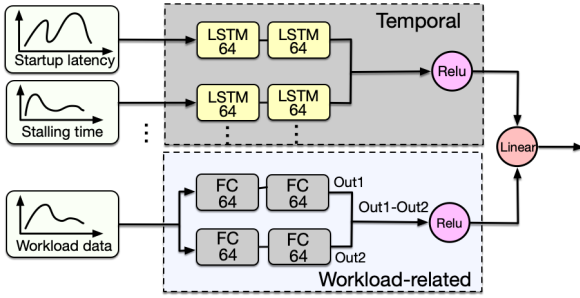 Temporal
Startup latency
LSTM
64
LSTM
64
Relu
Stalling time
LSTM
64
LSTM
64
Linear
Workload data
FC
64
FC
64
Out1
Out1-Out2
Relu
FC
64
FC
64
Out2
Workload-related